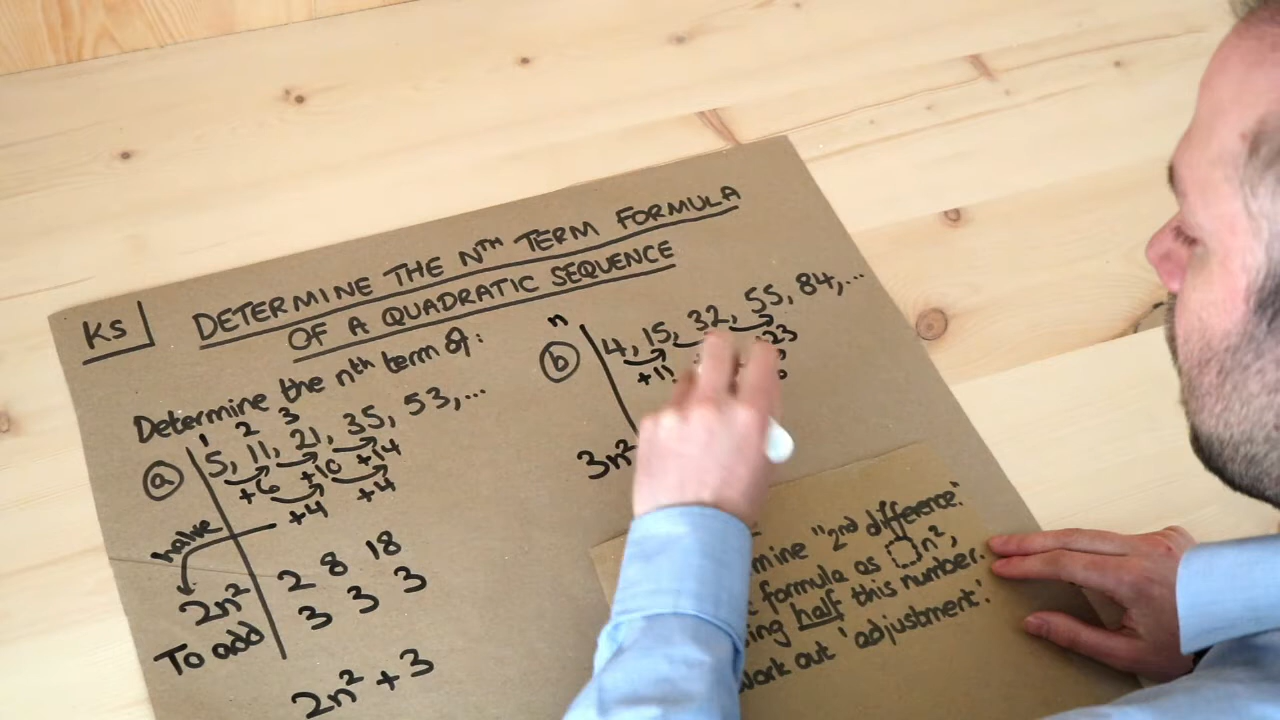 KS
DETERMINE THE NTH TERM FORMULA
OF A QUADRATIC SEQUENCE
Determine the nth term of:
1 2 3
ⓐ 5, 11, 21, 35, 53,...
+6 +10 +14
+4 +4
halve
2n² 2 8 18
To add 3 3 3
2n² + 3
n
ⓑ 4, 15, 32, 55, 84,...
+11 23
3n²
"2nd difference."
formula as n²,
half this number.
work out 'adjustment'.